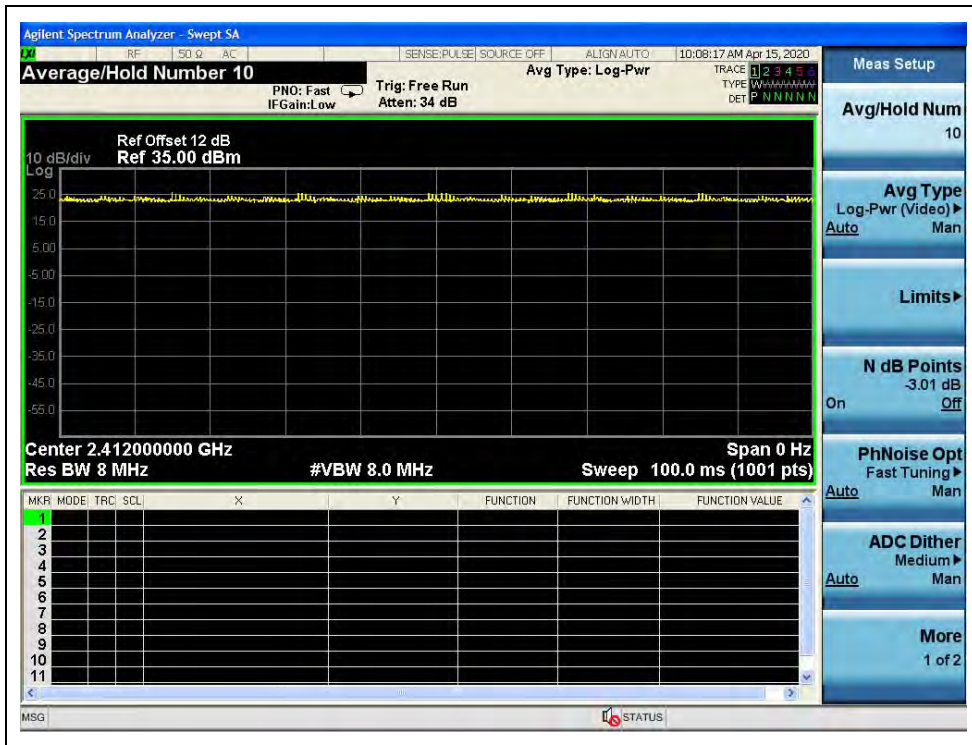 Agilent Spectrum Analyzer - Swept SA
LXI RF 50 Ω AC SENSE:PULSE SOURCE OFF ALIGN AUTO 10:08:17 AM Apr 15, 2020
Average/Hold Number 10
PNO: Fast
IFGain:Low
Trig: Free Run
Atten: 34 dB
Avg Type: Log-Pwr
TRACE 1 2 3 4 5 6
TYPE W
DET P N N N N N
Ref Offset 12 dB
10 dB/div Ref 35.00 dBm
Log
25.0
15.0
5.00
-5.00
-15.0
-25.0
-35.0
-45.0
-55.0
Center 2.412000000 GHz Span 0 Hz
Res BW 8 MHz #VBW 8.0 MHz Sweep 100.0 ms (1001 pts)
MKR MODE TRC SCL X Y FUNCTION FUNCTION WIDTH FUNCTION VALUE
1
2
3
4
5
6
7
8
9
10
11
MSG STATUS
Meas Setup
Avg/Hold Num
10
Avg Type
Log-Pwr (Video)
Auto Man
Limits
N dB Points
-3.01 dB
On Off
PhNoise Opt
Fast Tuning
Auto Man
ADC Dither
Medium
Auto Man
More
1 of 2